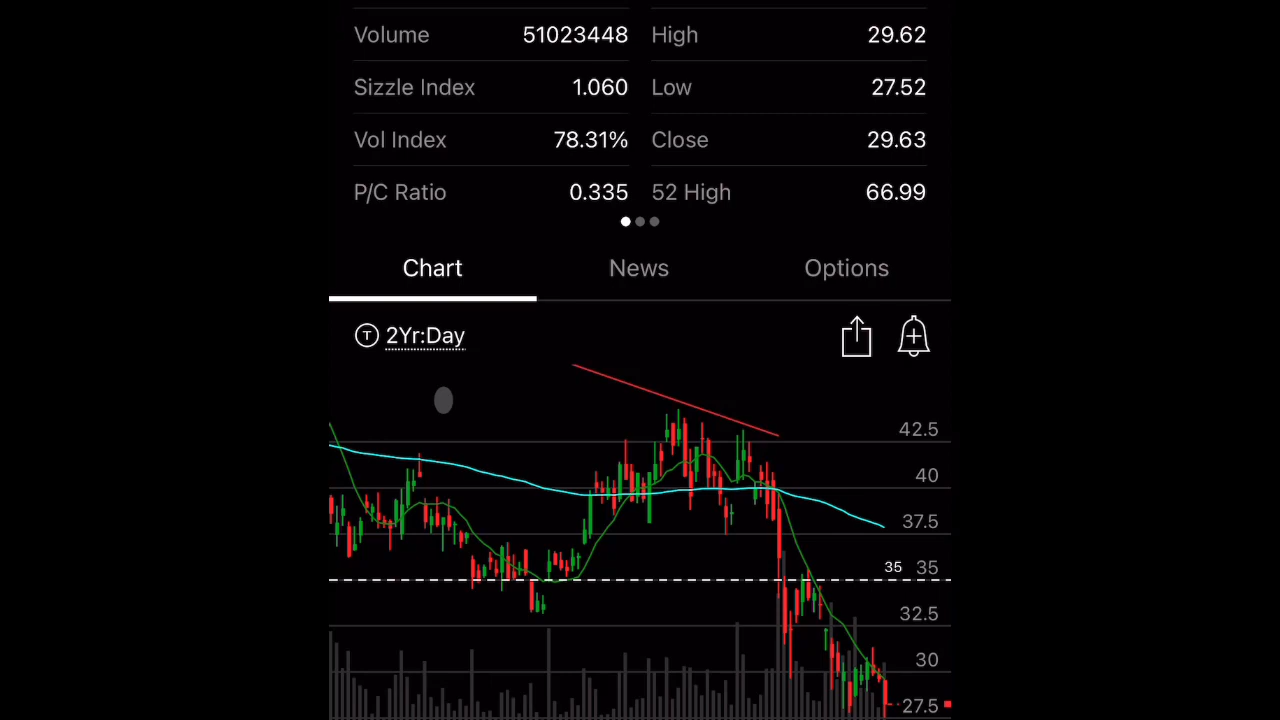 Volume 51023448 High 29.62
Sizzle Index 1.060 Low 27.52
Vol Index 78.31% Close 29.63
P/C Ratio 0.335 52 High 66.99
Chart News Options
T 2Yr:Day
42.5
40
37.5
35 35
32.5
30
27.5